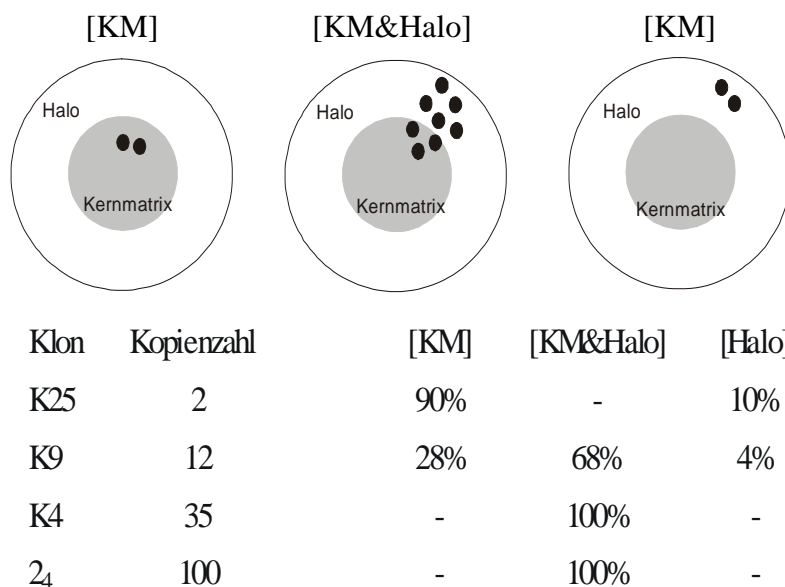 [KM] [KM&Halo] [KM]
Halo Halo Halo
Kernmatrix Kernmatrix Kernmatrix
Klon Kopienzahl [KM] [KM&Halo] [Halo]
K25 2 90% - 10%
K9 12 28% 68% 4%
K4 35 - 100% -
2₄ 100 - 100% -